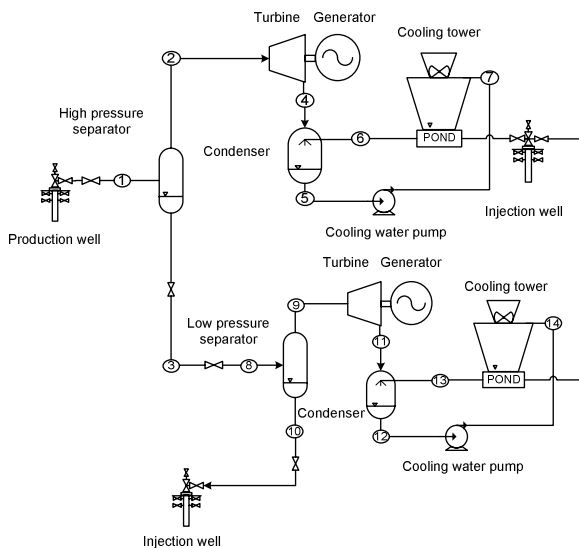 Turbine Generator
Cooling tower
2
7
High pressure
separator
4
Condenser
6
POND
1
5
Production well
Cooling water pump
Injection well
Turbine Generator
9
Cooling tower
Low pressure
separator
14
11
3
8
13
POND
Condenser
10
12
Cooling water pump
Injection well